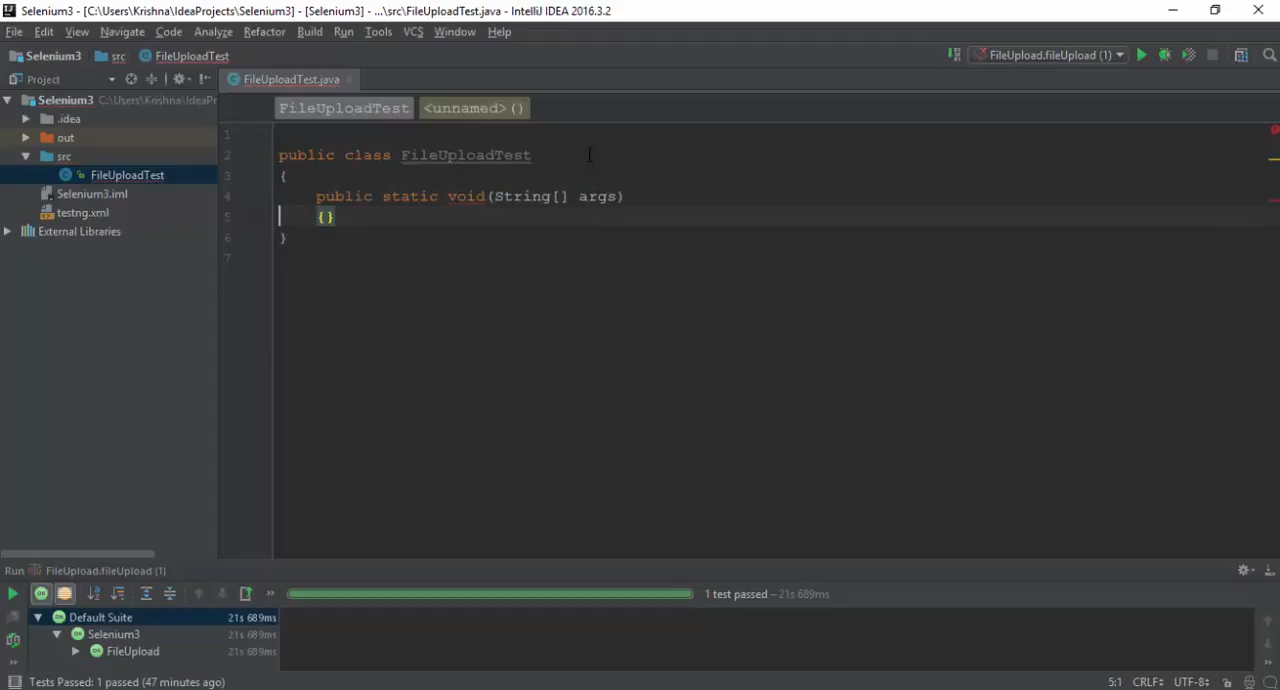 Selenium3 - [C:\Users\Krishna\IdeaProjects\Selenium3] - [Selenium3] - ...\src\FileUploadTest.java - IntelliJ IDEA 2016.3.2
File Edit View Navigate Code Analyze Refactor Build Run Tools VCS Window Help
Selenium3 src FileUploadTest FileUpload.fileUpload (1)
Project FileUploadTest.java
Selenium3 C:\Users\Krishna\IdeaPr
FileUploadTest <unnamed>()
.idea
out
src
FileUploadTest
Selenium3.iml
testng.xml
External Libraries
1
2 public class FileUploadTest
3 {
4 public static void(String[] args)
5 {}
6 }
7
Run FileUpload.fileUpload (1)
1 test passed – 21s 689ms
Default Suite 21s 689ms
Selenium3 21s 689ms
FileUpload 21s 689ms
Tests Passed: 1 passed (47 minutes ago) 5:1 CRLF UTF-8